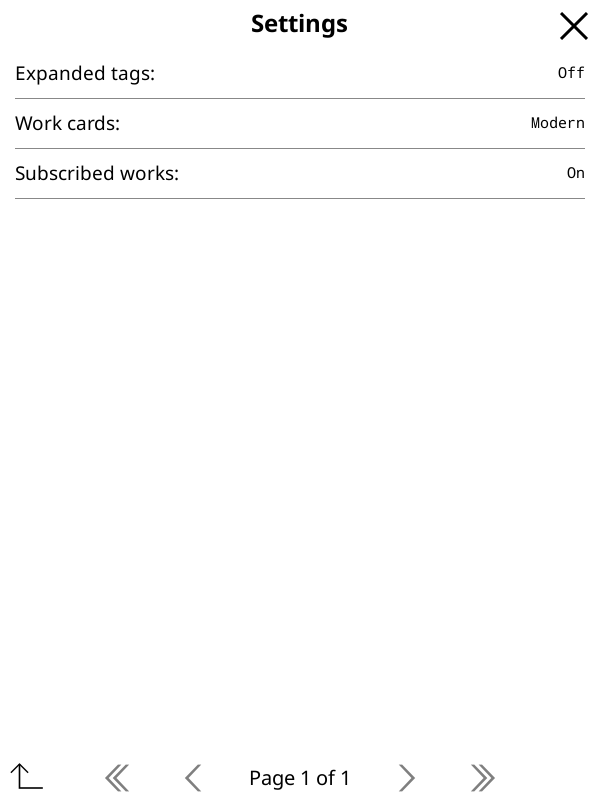 Settings
Expanded tags: Off
Work cards: Modern
Subscribed works: On
Page 1 of 1